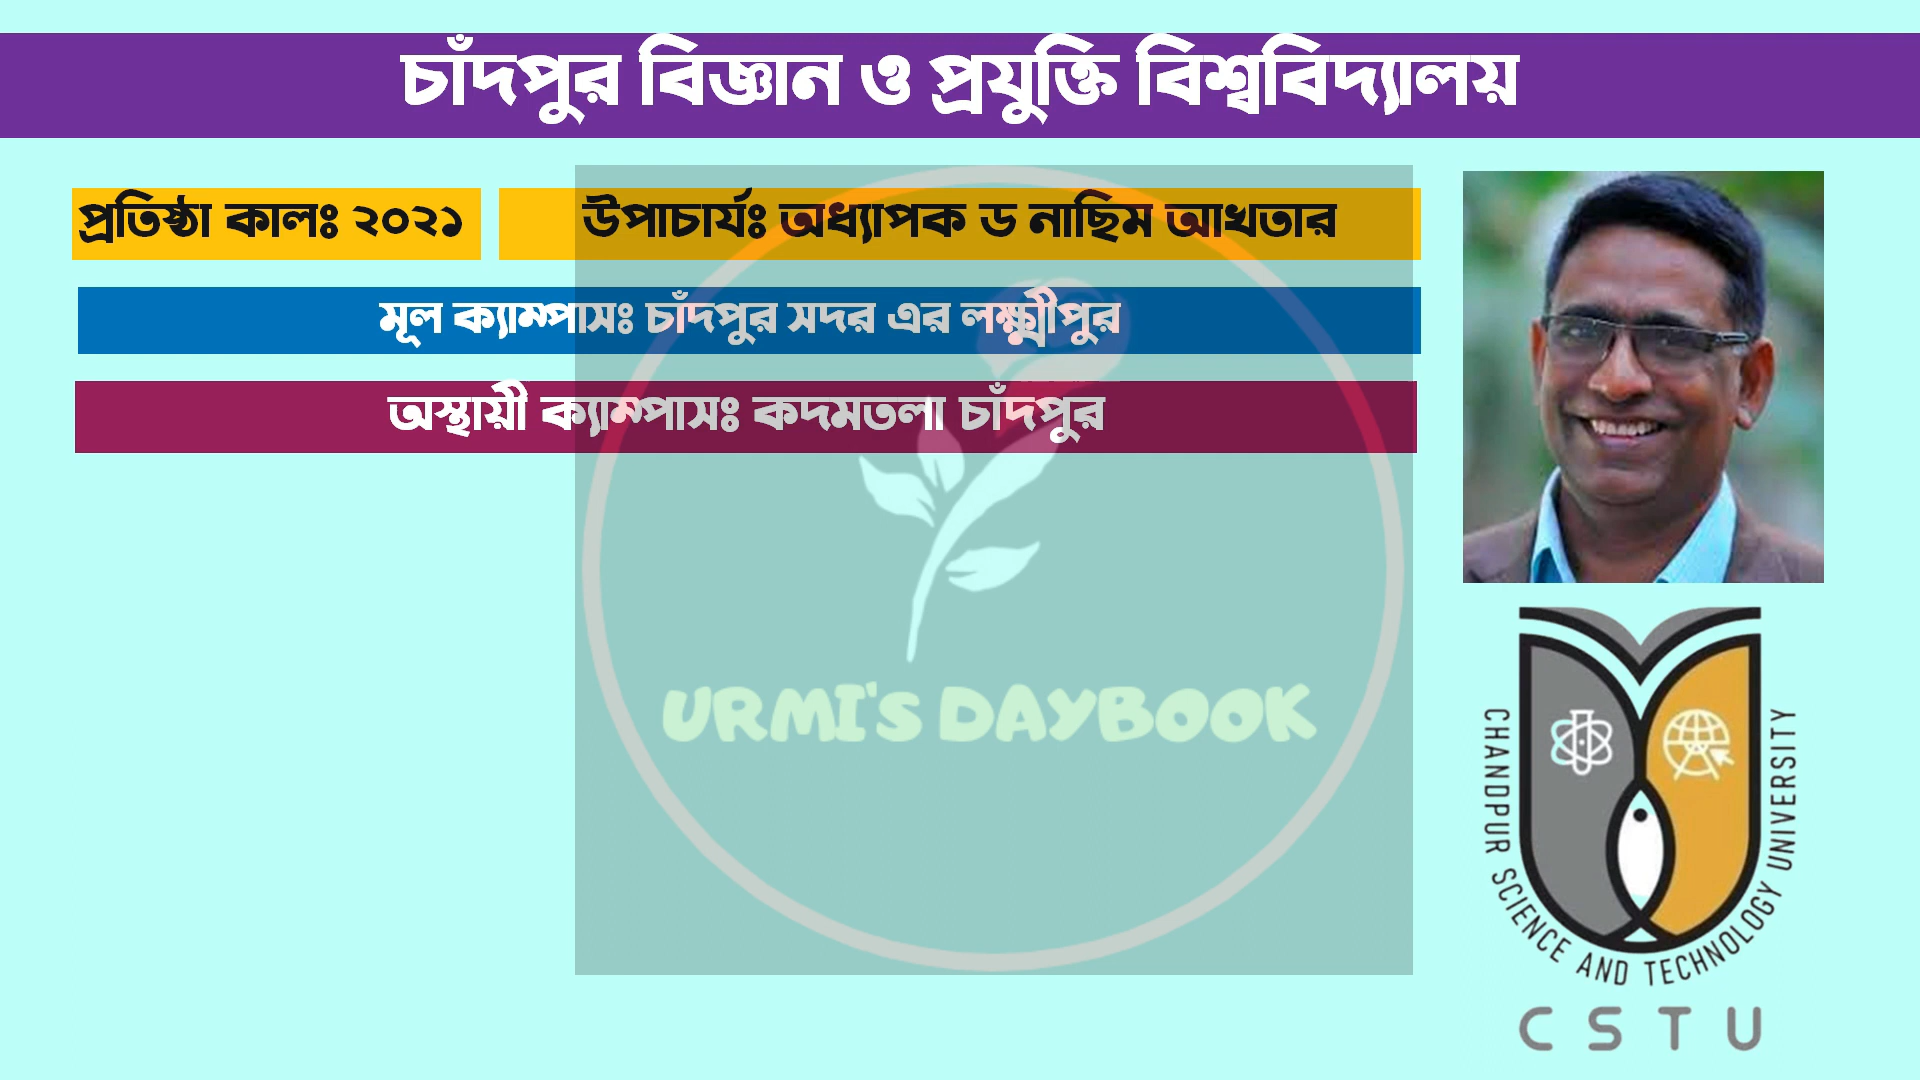 চাঁদপুর বিজ্ঞান ও প্রযুক্তি বিশ্ববিদ্যালয়
প্রতিষ্ঠা কালঃ ২০২১
উপাচার্যঃ অধ্যাপক ড নাছিম আখতার
মূল ক্যাম্পাসঃ চাঁদপুর সদর এর লক্ষ্মীপুর
অস্থায়ী ক্যাম্পাসঃ কদমতলা চাঁদপুর
URMI'S DAYBOOK
CHANDPUR SCIENCE AND TECHNOLOGY UNIVERSITY
CSTU